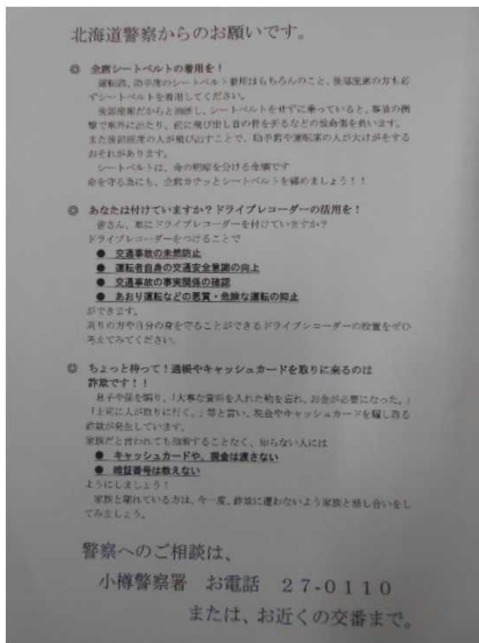 北海道警察からのお願いです。
◎ 全席シートベルトの着用を！
運転席、助手席のシートベルト着用はもちろんのこと、後部座席の方も必
ずシートベルトを着用してください。
後部座席だからと油断し、シートベルトをせずに乗っていると、事故の衝
撃で車外に出たり、前に飛び出し首の骨を折るなどの致命傷を負います。
また後部座席の人が飛び出すことで、助手席や運転席の人が大けがをする
おそれがあります。
シートベルトは、命の明暗を分ける命綱です
命を守る為にも、全席カチッとシートベルトを締めましょう！！
◎ あなたは付けていますか？ドライブレコーダーの活用を！
皆さん、車にドライブレコーダーを付けていますか？
ドライブレコーダーをつけることで
● 交通事故の未然防止
● 運転者自身の交通安全意識の向上
● 交通事故の事実関係の確認
● あおり運転などの悪質・危険な運転の抑止
ができます。
周りの方や自分の身を守ることができるドライブレコーダーの設置をぜひ
考えてみてください。
◎ ちょっと待って！通帳やキャッシュカードを取りに来るのは
詐欺です！！
息子や孫を騙り、「大事な資料を入れた鞄を忘れ、お金が必要になった。」
「上司に人が取りに行く。」等と言い、現金やキャッシュカードを騙し取る
詐欺が発生しています。
家族だと言われても油断することなく、知らない人には
● キャッシュカードや、現金は渡さない
● 暗証番号は教えない
ようにしましょう！
家族と離れている方は、今一度、詐欺に遭わないよう家族と話し合いをし
てみましょう。
警察へのご相談は、
小樽警察署 お電話 27-0110
または、お近くの交番まで。